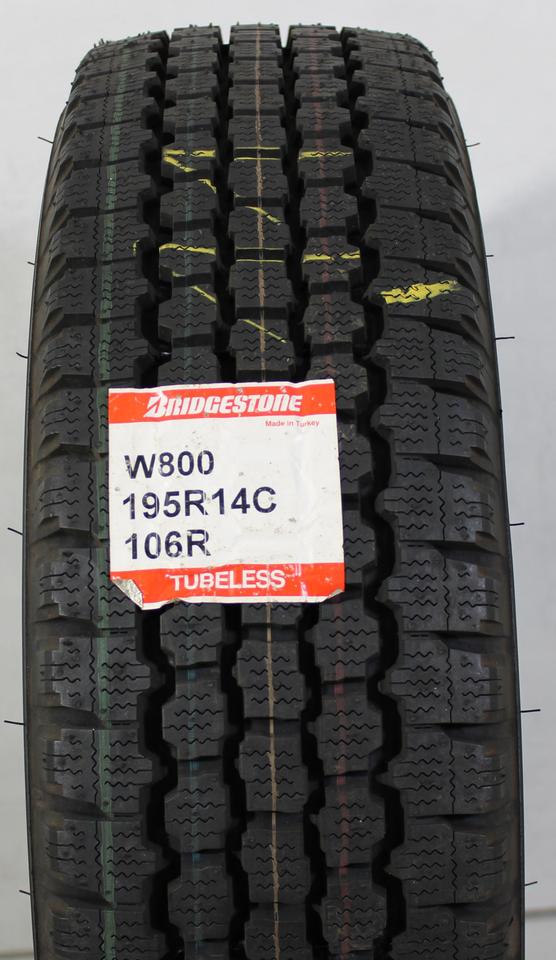 BRIDGESTONE
Made in Turkey
W800
195R14C
106R
TUBELESS